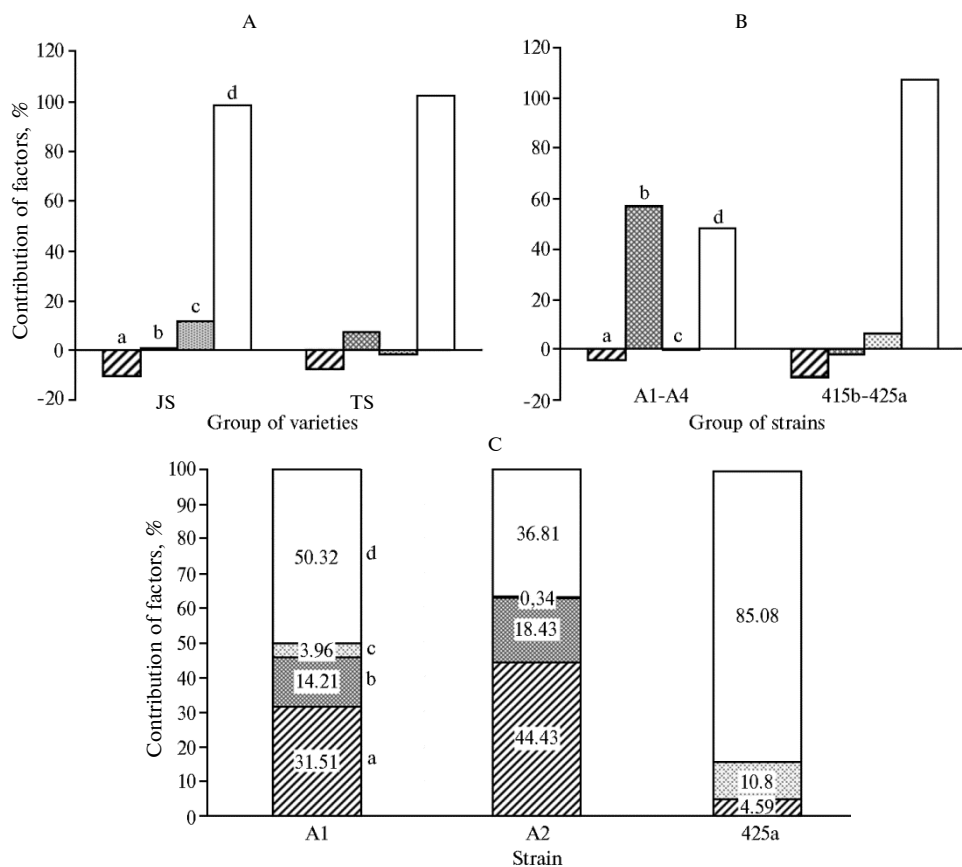 A
Contribution of factors, %
120
100
80
60
40
20
0
-20
a
b
c
d
JS
TS
Group of varieties
B
120
100
80
60
40
20
0
-20
a
b
c
d
A1-A4
415b-425a
Group of strains
C
Contribution of factors, %
100
90
80
70
60
50
40
30
20
10
0
50.32
d
3.96
c
14.21
b
31.51
a
36.81
0,34
18.43
44.43
85.08
10.8
4.59
A1
A2
425a
Strain